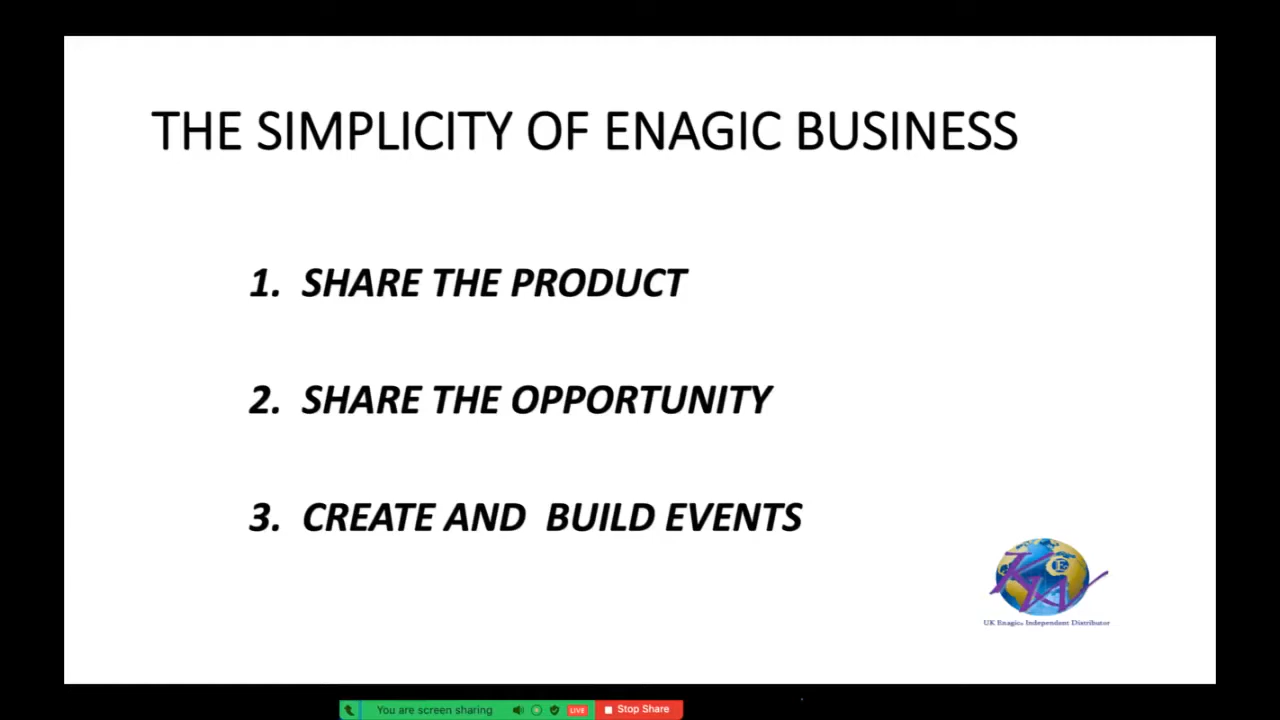 THE SIMPLICITY OF ENAGIC BUSINESS
1. SHARE THE PRODUCT
2. SHARE THE OPPORTUNITY
3. CREATE AND BUILD EVENTS
E
UK Enagic® Independent Distributor
You are screen sharing LIVE Stop Share